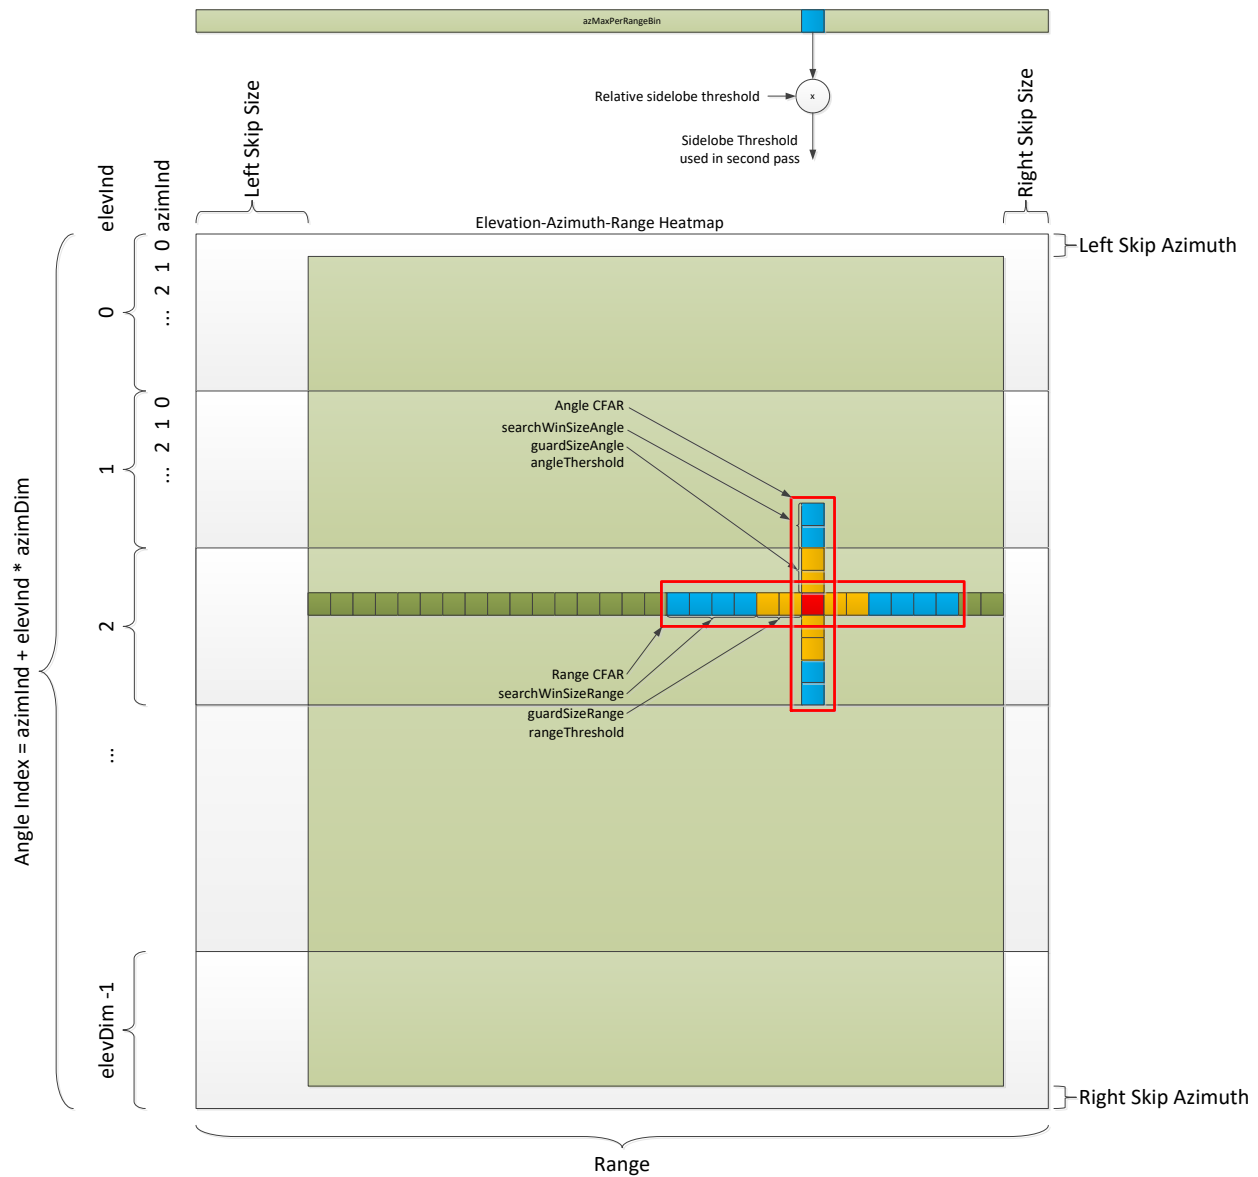 azMaxPerRangeBin
Relative sidelobe threshold
x
Sidelobe Threshold
used in second pass
Left Skip Size
Right Skip Size
elevInd
azimInd
Elevation-Azimuth-Range Heatmap
Left Skip Azimuth
... 2 1 0
0
... 2 1 0
1
Angle CFAR
searchWinSizeAngle
guardSizeAngle
angleThershold
2
Range CFAR
searchWinSizeRange
guardSizeRange
rangeThreshold
...
Angle Index = azimInd + elevInd * azimDim
elevDim -1
Right Skip Azimuth
Range